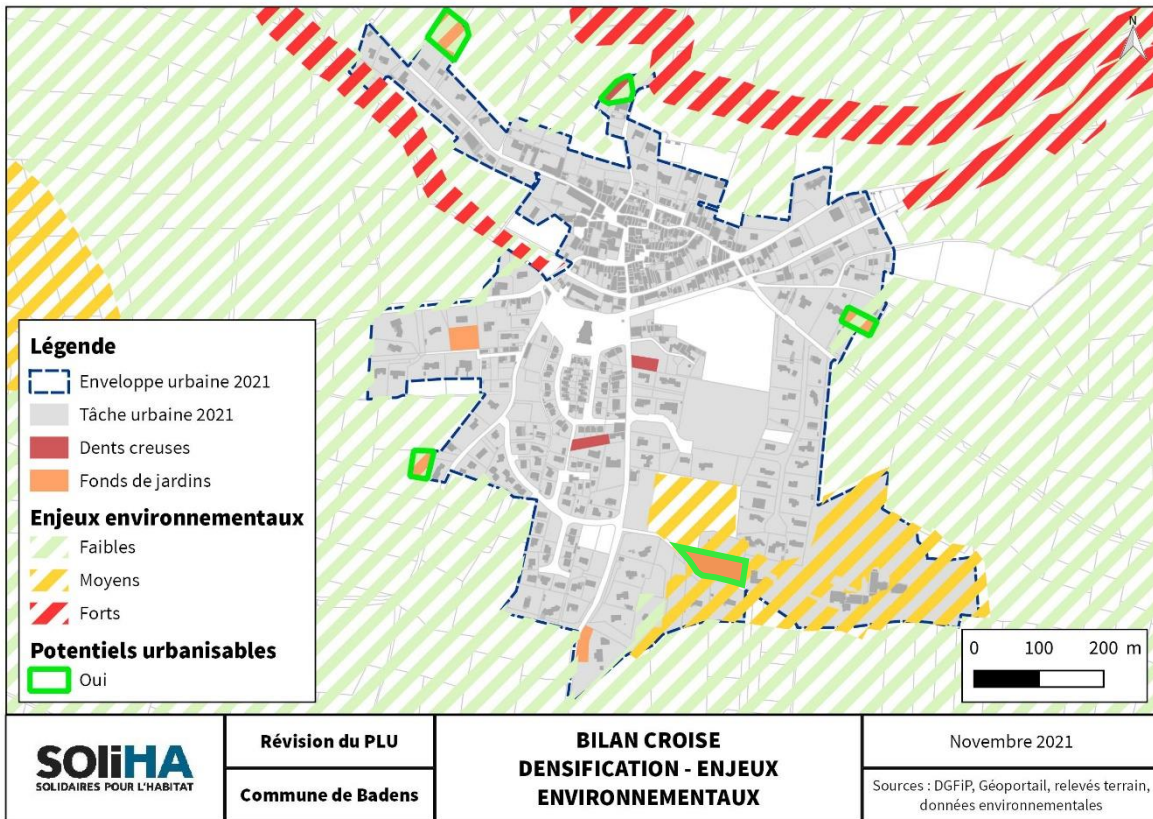 N
Légende
Enveloppe urbaine 2021
Tâche urbaine 2021
Dents creuses
Fonds de jardins
Enjeux environnementaux
Faibles
Moyens
Forts
Potentiels urbanisables
Oui
0 100 200 m
SOliHA
SOLIDAIRES POUR L'HABITAT
Révision du PLU
Commune de Badens
BILAN CROISE
DENSIFICATION - ENJEUX
ENVIRONNEMENTAUX
Novembre 2021
Sources : DGFiP, Géoportail, relevés terrain,
données environnementales